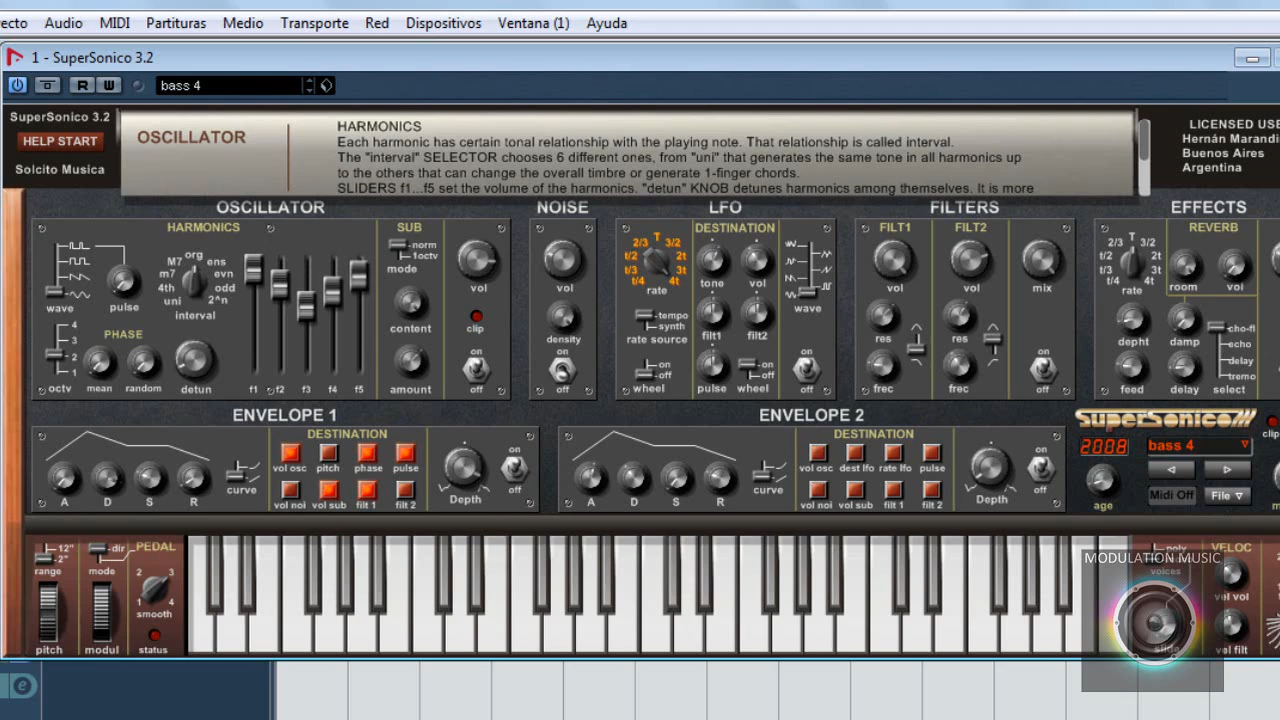 ecto Audio MIDI Partituras Medio Transporte Red Dispositivos Ventana (1) Ayuda
1 - SuperSonico 3.2
R W bass 4
SuperSonico 3.2
HELP START
Solcito Musica
OSCILLATOR
HARMONICS
Each harmonic has certain tonal relationship with the playing note. That relationship is called interval.
The "interval" SELECTOR chooses 6 different ones, from "uni" that generates the same tone in all harmonics up
to the others that can change the overall timbre or generate 1-finger chords.
SLIDERS f1...f5 set the volume of the harmonics. "detun" KNOB detunes harmonics among themselves. It is more
LICENSED USE
Hernán Marandi
Buenos Aires
Argentina
OSCILLATOR NOISE LFO FILTERS EFFECTS
HARMONICS
wave
pulse
M7 org ens
m7 evn
4th odd
uni 2^n
interval
PHASE
4
3
2
1
octv
mean
random
detun
f1 f2 f3 f4 f5
SUB
norm
1octv
mode
content
amount
vol
clip
on
off
vol
density
on
off
2/3 T 3/2
t/2 2t
t/3 3t
t/4 4t
rate
tempo
synth
rate source
on
off
wheel
DESTINATION
tone vol
filt1 filt2
pulse wheel
on
off
wave
on
off
FILT1
vol
res
frec
FILT2
vol
res
frec
mix
on
off
2/3 T 3/2
t/2 2t
t/3 3t
t/4 4t
rate
depht
feed
REVERB
room vol
damp
delay
cho-fl
echo
delay
tremo
select
ENVELOPE 1
A D S R
curve
DESTINATION
vol osc pitch phase pulse
vol noi vol sub filt 1 filt 2
Depth
on
off
ENVELOPE 2
A D S R
curve
DESTINATION
vol osc dest lfo rate lfo pulse
vol noi vol sub filt 1 filt 2
Depth
on
off
superSonico
2008 bass 4
clip
age
Midi Off File
12"
2"
range
pitch
dir
mode
modul
PEDAL
2 3
1 4
smooth
status
poly
voices
slide
VELOC
vel vol
vol filt
MODULATION MUSIC
e